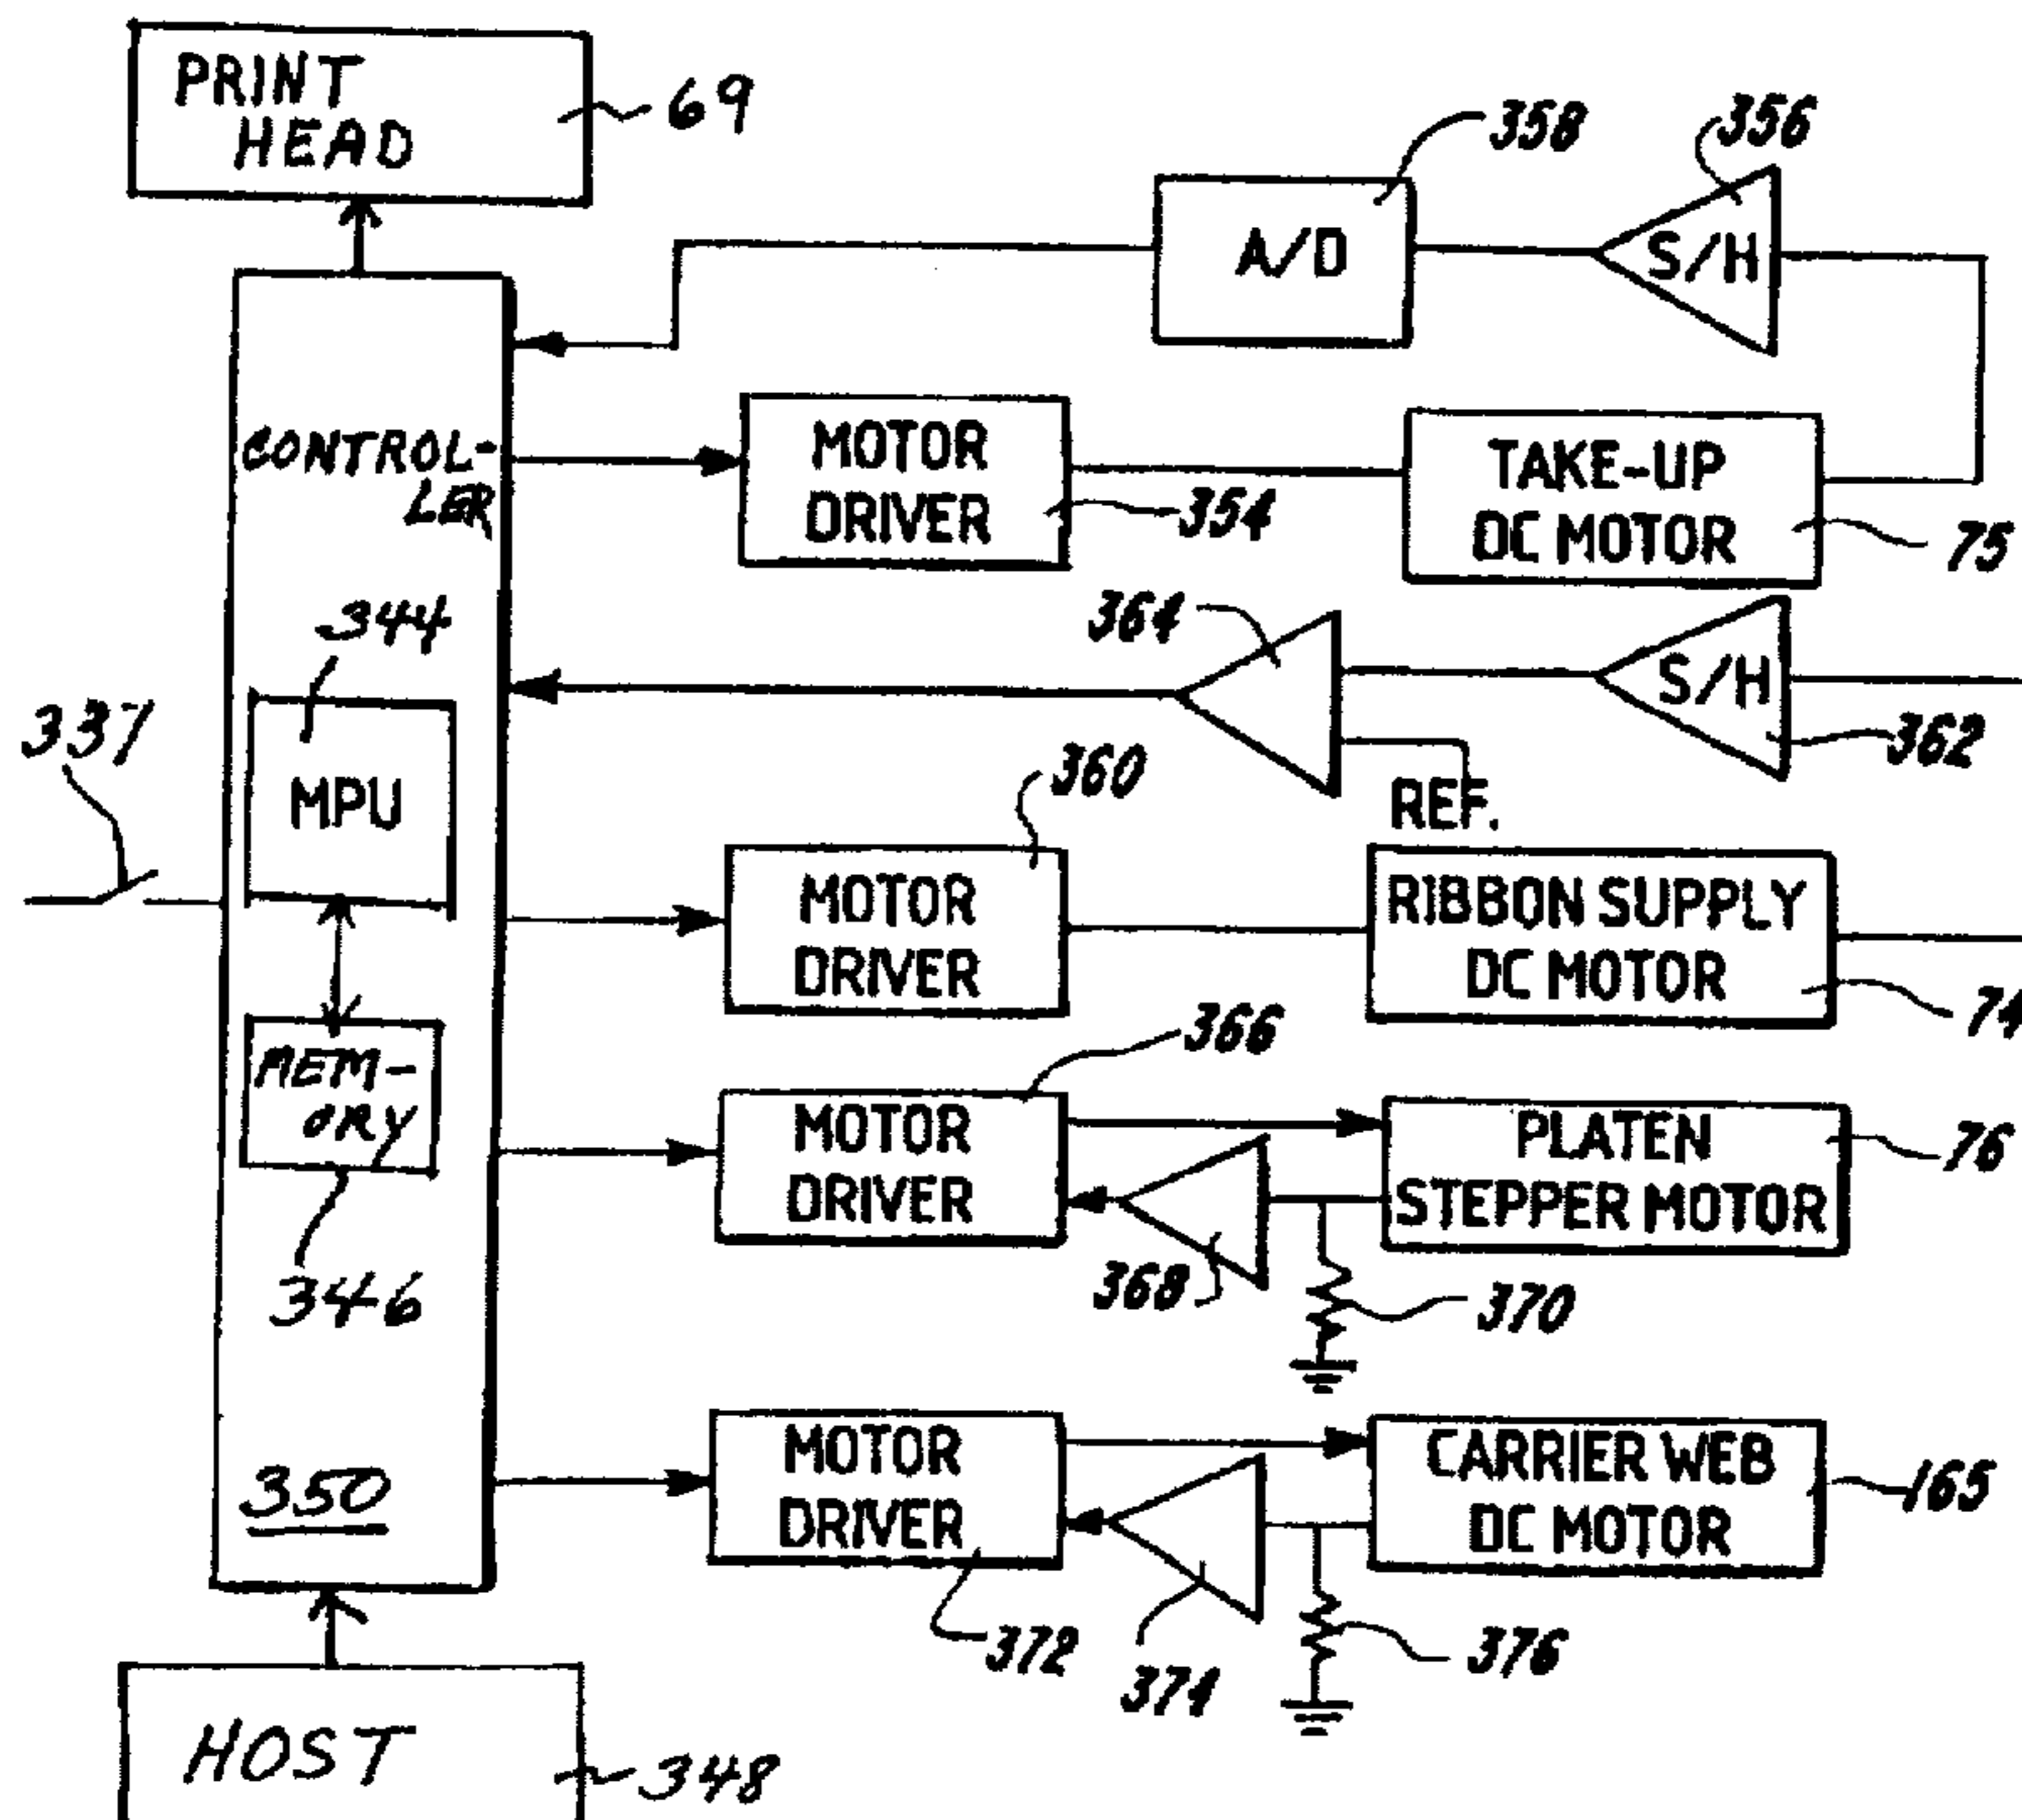 PRINT
HEAD
69
358
356
A/D
S/H
CONTROL-
LER
MOTOR
DRIVER
354
TAKE-UP
DC MOTOR
75
344
364
S/H
362
337
MPU
360
REF.
MOTOR
DRIVER
RIBBON SUPPLY
DC MOTOR
74
MEM-
ORY
366
MOTOR
DRIVER
PLATEN
STEPPER MOTOR
76
346
368
370
350
MOTOR
DRIVER
CARRIER WEB
DC MOTOR
165
372
374
376
HOST
348